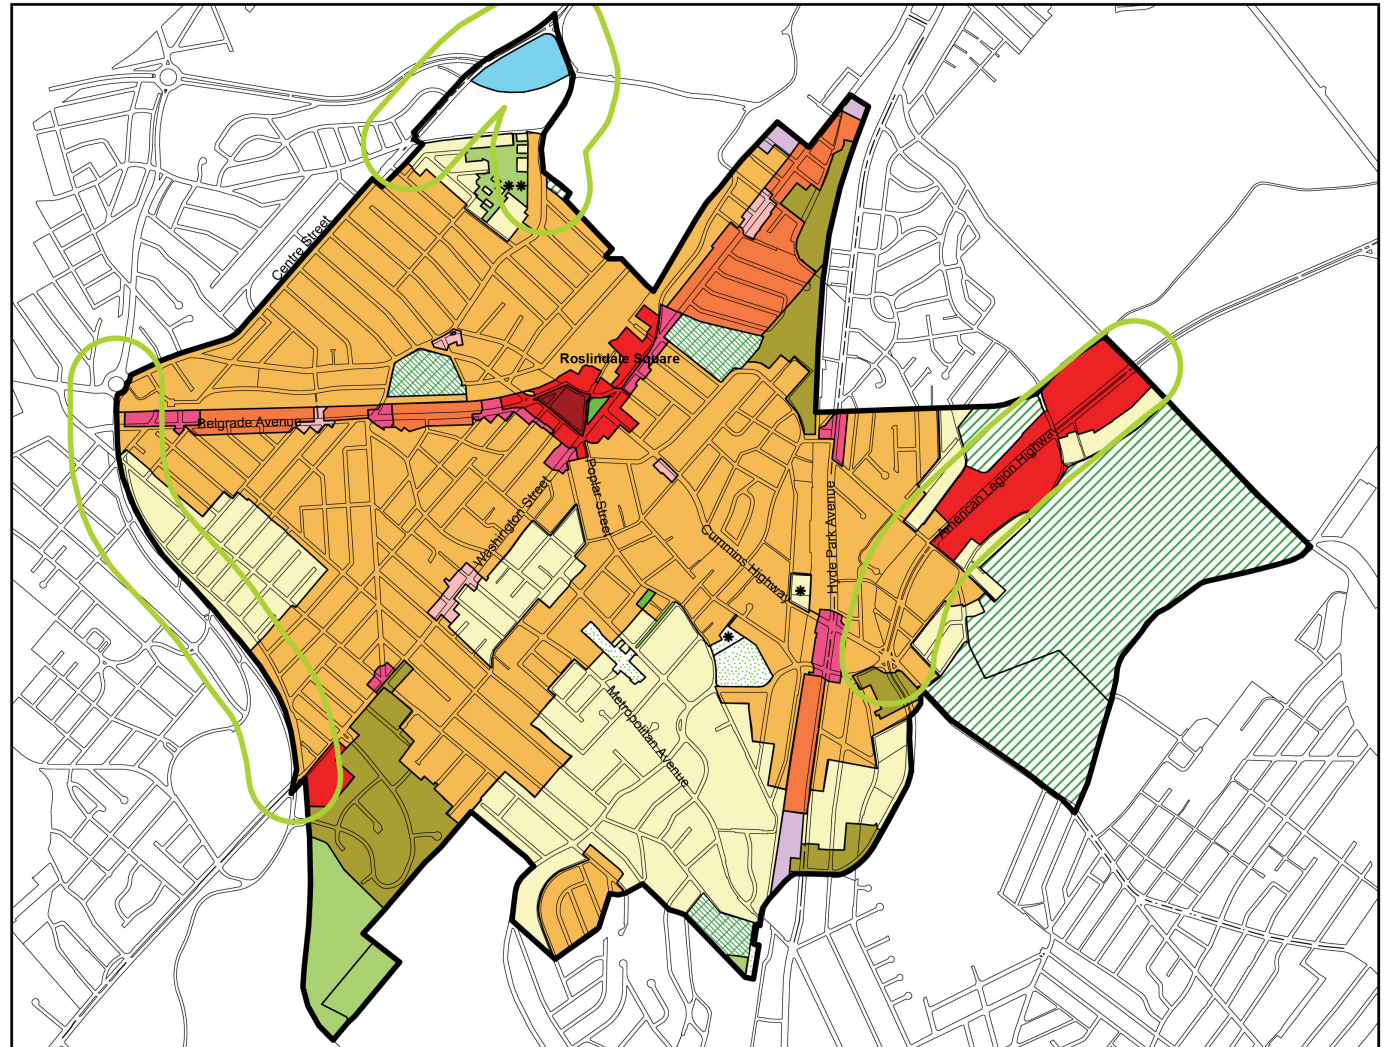 Centre Street
Roslindale Square
Belgrade Avenue
American Legion Highway
Washington Street
Poplar Street
Hyde Park Avenue
Cummins Highway
Metropolitan Avenue